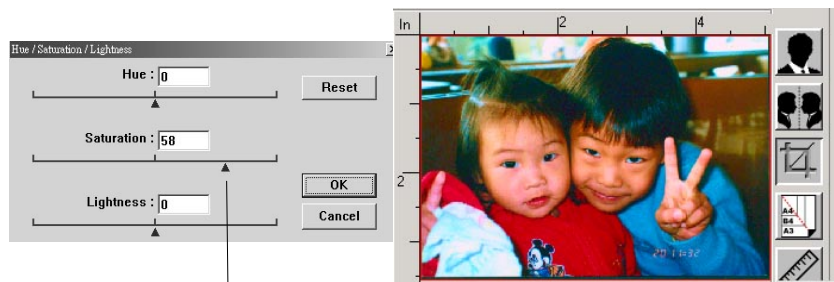 Hue / Saturation / Lightness
Hue : 0
Reset
Saturation : 58
OK
Lightness : 0
Cancel
In
2
4
2
A4
B4
A3